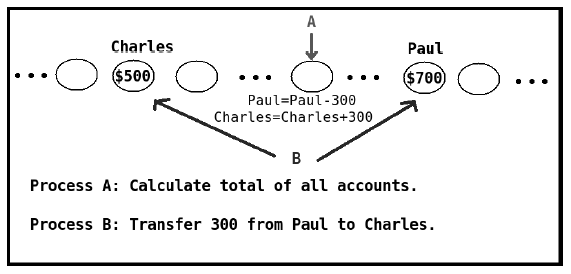 A
Charles
Paul
$500
$700
Paul=Paul-300
Charles=Charles+300
B
Process A: Calculate total of all accounts.
Process B: Transfer 300 from Paul to Charles.